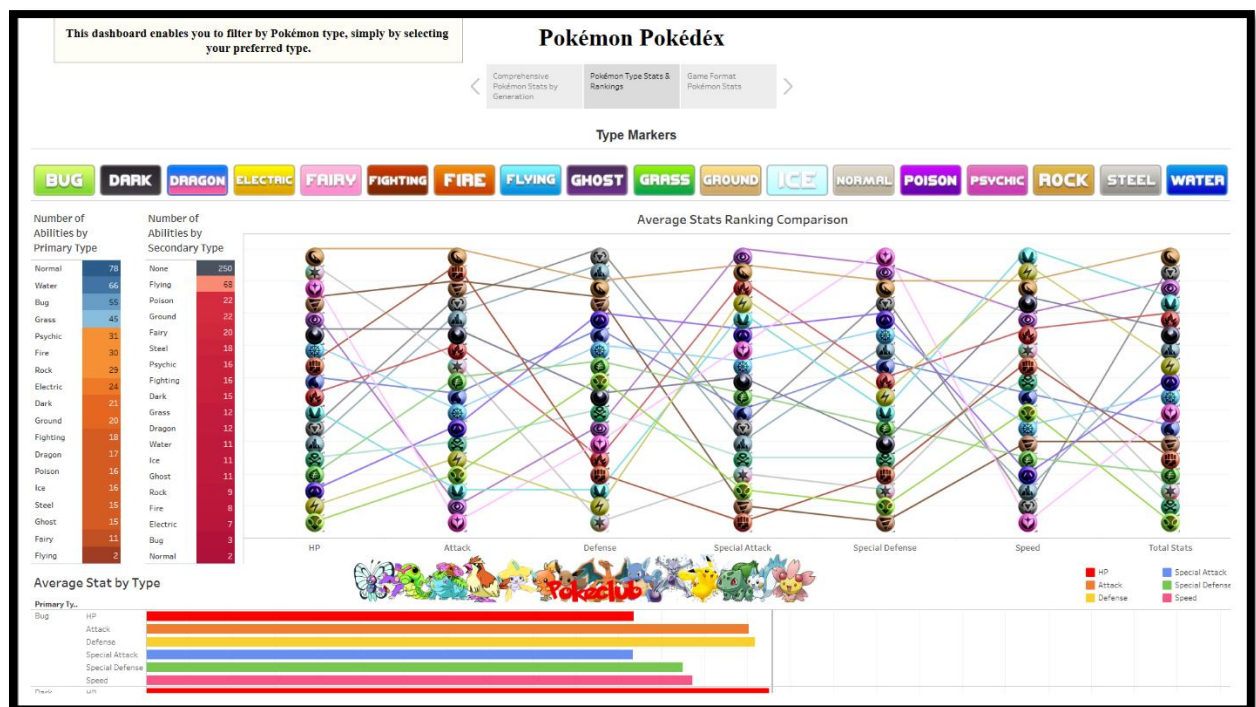 This dashboard enables you to filter by Pokémon type, simply by selecting
your preferred type.
Pokémon Pokédéx
Comprehensive
Pokémon Stats by
Generation
Pokémon Type Stats &
Rankings
Game Format
Pokémon Stats
Type Markers
BUG DARK DRAGON ELECTRIC FAIRY FIGHTING FIRE FLYING GHOST GRASS GROUND ICE NORMAL POISON PSYCHIC ROCK STEEL WATER
Number of
Abilities by
Primary Type
Normal 78
Water 66
Bug 55
Grass 45
Psychic 31
Fire 30
Rock 29
Electric 24
Dark 21
Ground 20
Fighting 18
Dragon 17
Poison 16
Ice 16
Steel 15
Ghost 15
Fairy 11
Flying 2
Number of
Abilities by
Secondary Type
None 250
Flying 68
Poison 22
Ground 22
Fairy 20
Steel 18
Psychic 16
Fighting 16
Dark 15
Grass 12
Dragon 12
Water 11
Ice 11
Ghost 11
Rock 9
Fire 8
Electric 7
Bug 3
Normal 2
Average Stats Ranking Comparison
HP Attack Defense Special Attack Special Defense Speed Total Stats
Pokeclub
HP
Attack
Defense
Special Attack
Special Defense
Speed
Average Stat by Type
Primary Ty..
Bug HP
Attack
Defense
Special Attack
Special Defense
Speed
Dark HP